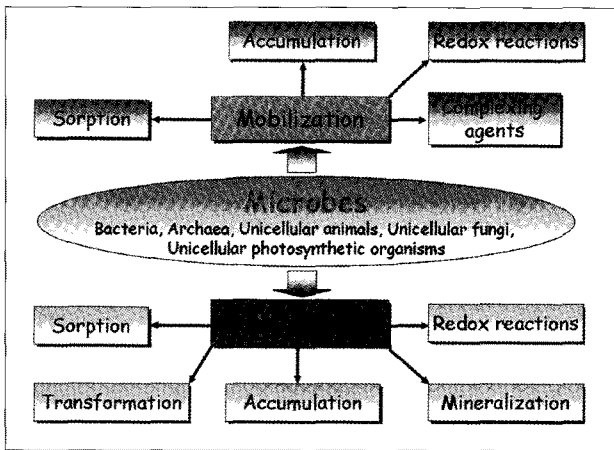 Accumulation
Redox reactions
Sorption
Mobilization
Complexing
agents
Microbes
Bacteria, Archaea, Unicellular animals, Unicellular fungi,
Unicellular photosynthetic organisms
Sorption
Redox reactions
Transformation
Accumulation
Mineralization